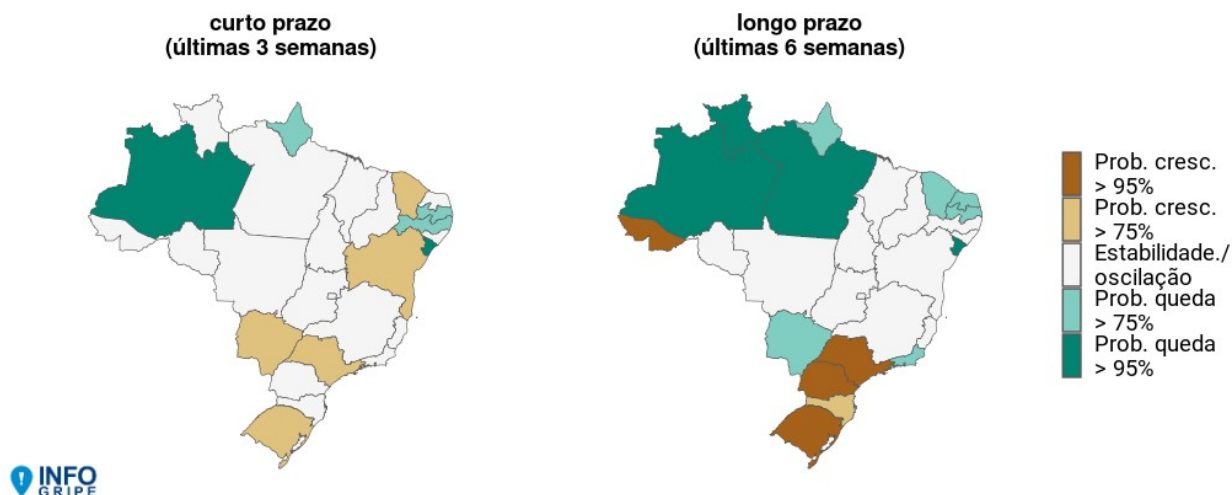 curto prazo
(últimas 3 semanas)
longo prazo
(últimas 6 semanas)
Prob. cresc.
> 95%
Prob. cresc.
> 75%
Estabilidade./
oscilação
Prob. queda
> 75%
Prob. queda
> 95%
INFO
GRIPE